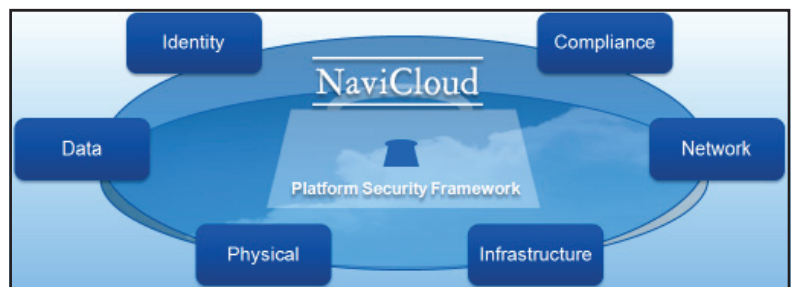 Identity
Compliance
NaviCloud
Data
Network
Platform Security Framework
Physical
Infrastructure